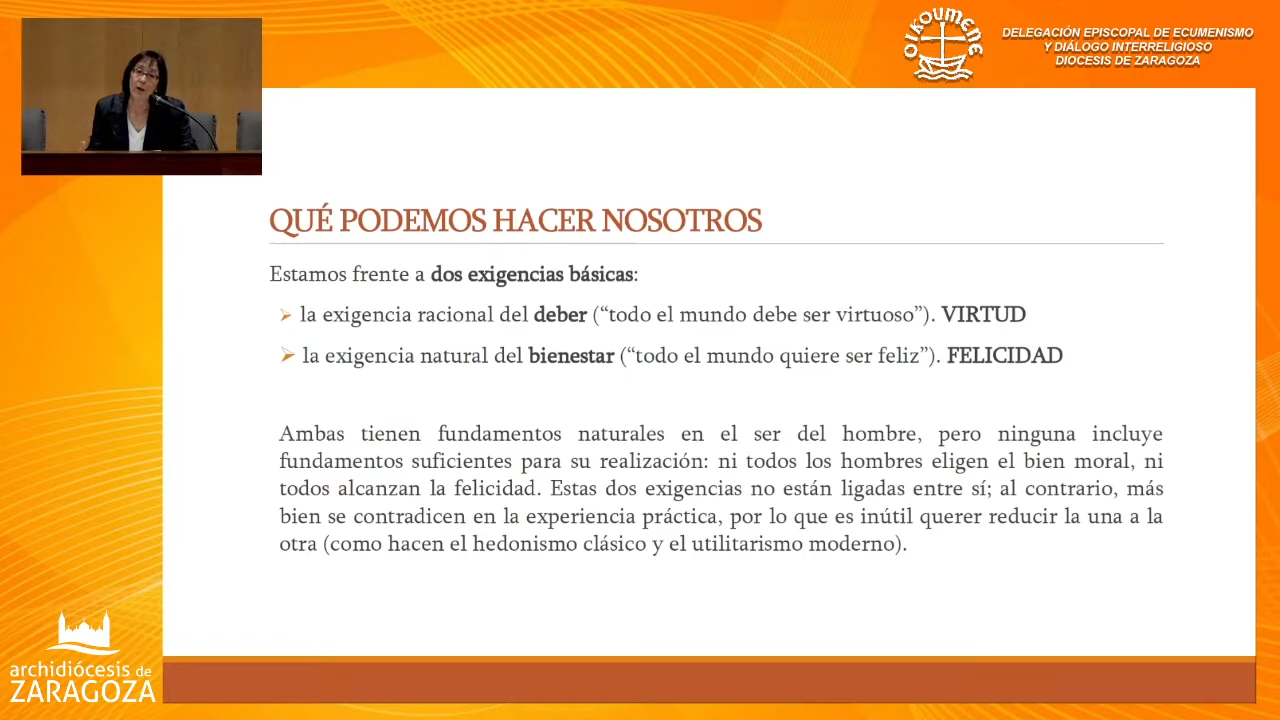 OIKOUMENE
DELEGACIÓN EPISCOPAL DE ECUMENISMO
Y DIÁLOGO INTERRELIGIOSO
DIOCESIS DE ZARAGOZA
QUÉ PODEMOS HACER NOSOTROS
Estamos frente a dos exigencias básicas:
la exigencia racional del deber (“todo el mundo debe ser virtuoso”). VIRTUD
la exigencia natural del bienestar (“todo el mundo quiere ser feliz”). FELICIDAD
Ambas tienen fundamentos naturales en el ser del hombre, pero ninguna incluye
fundamentos suficientes para su realización: ni todos los hombres eligen el bien moral, ni
todos alcanzan la felicidad. Estas dos exigencias no están ligadas entre sí; al contrario, más
bien se contradicen en la experiencia práctica, por lo que es inútil querer reducir la una a la
otra (como hacen el hedonismo clásico y el utilitarismo moderno).
archidiócesis de
ZARAGOZA